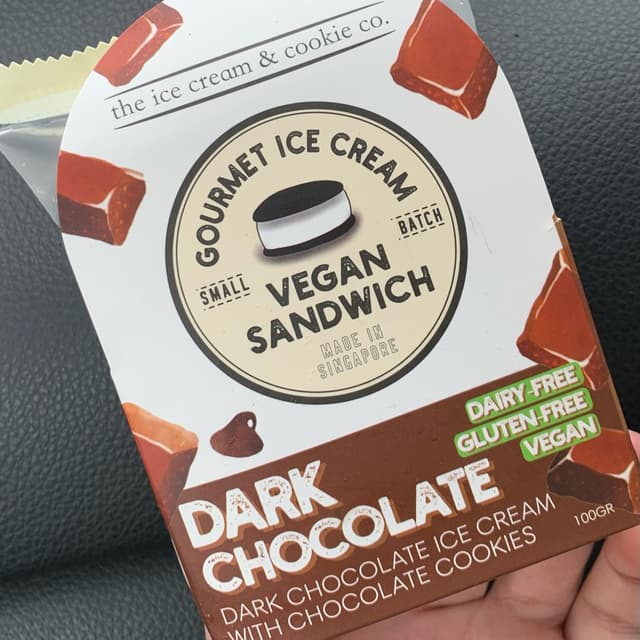 the ice cream & cookie co.
GOURMET ICE CREAM
SMALL
BATCH
VEGAN
SANDWICH
MADE IN
SINGAPORE
DAIRY-FREE
GLUTEN-FREE
VEGAN
DARK
CHOCOLATE
DARK CHOCOLATE ICE CREAM
WITH CHOCOLATE COOKIES
100GR